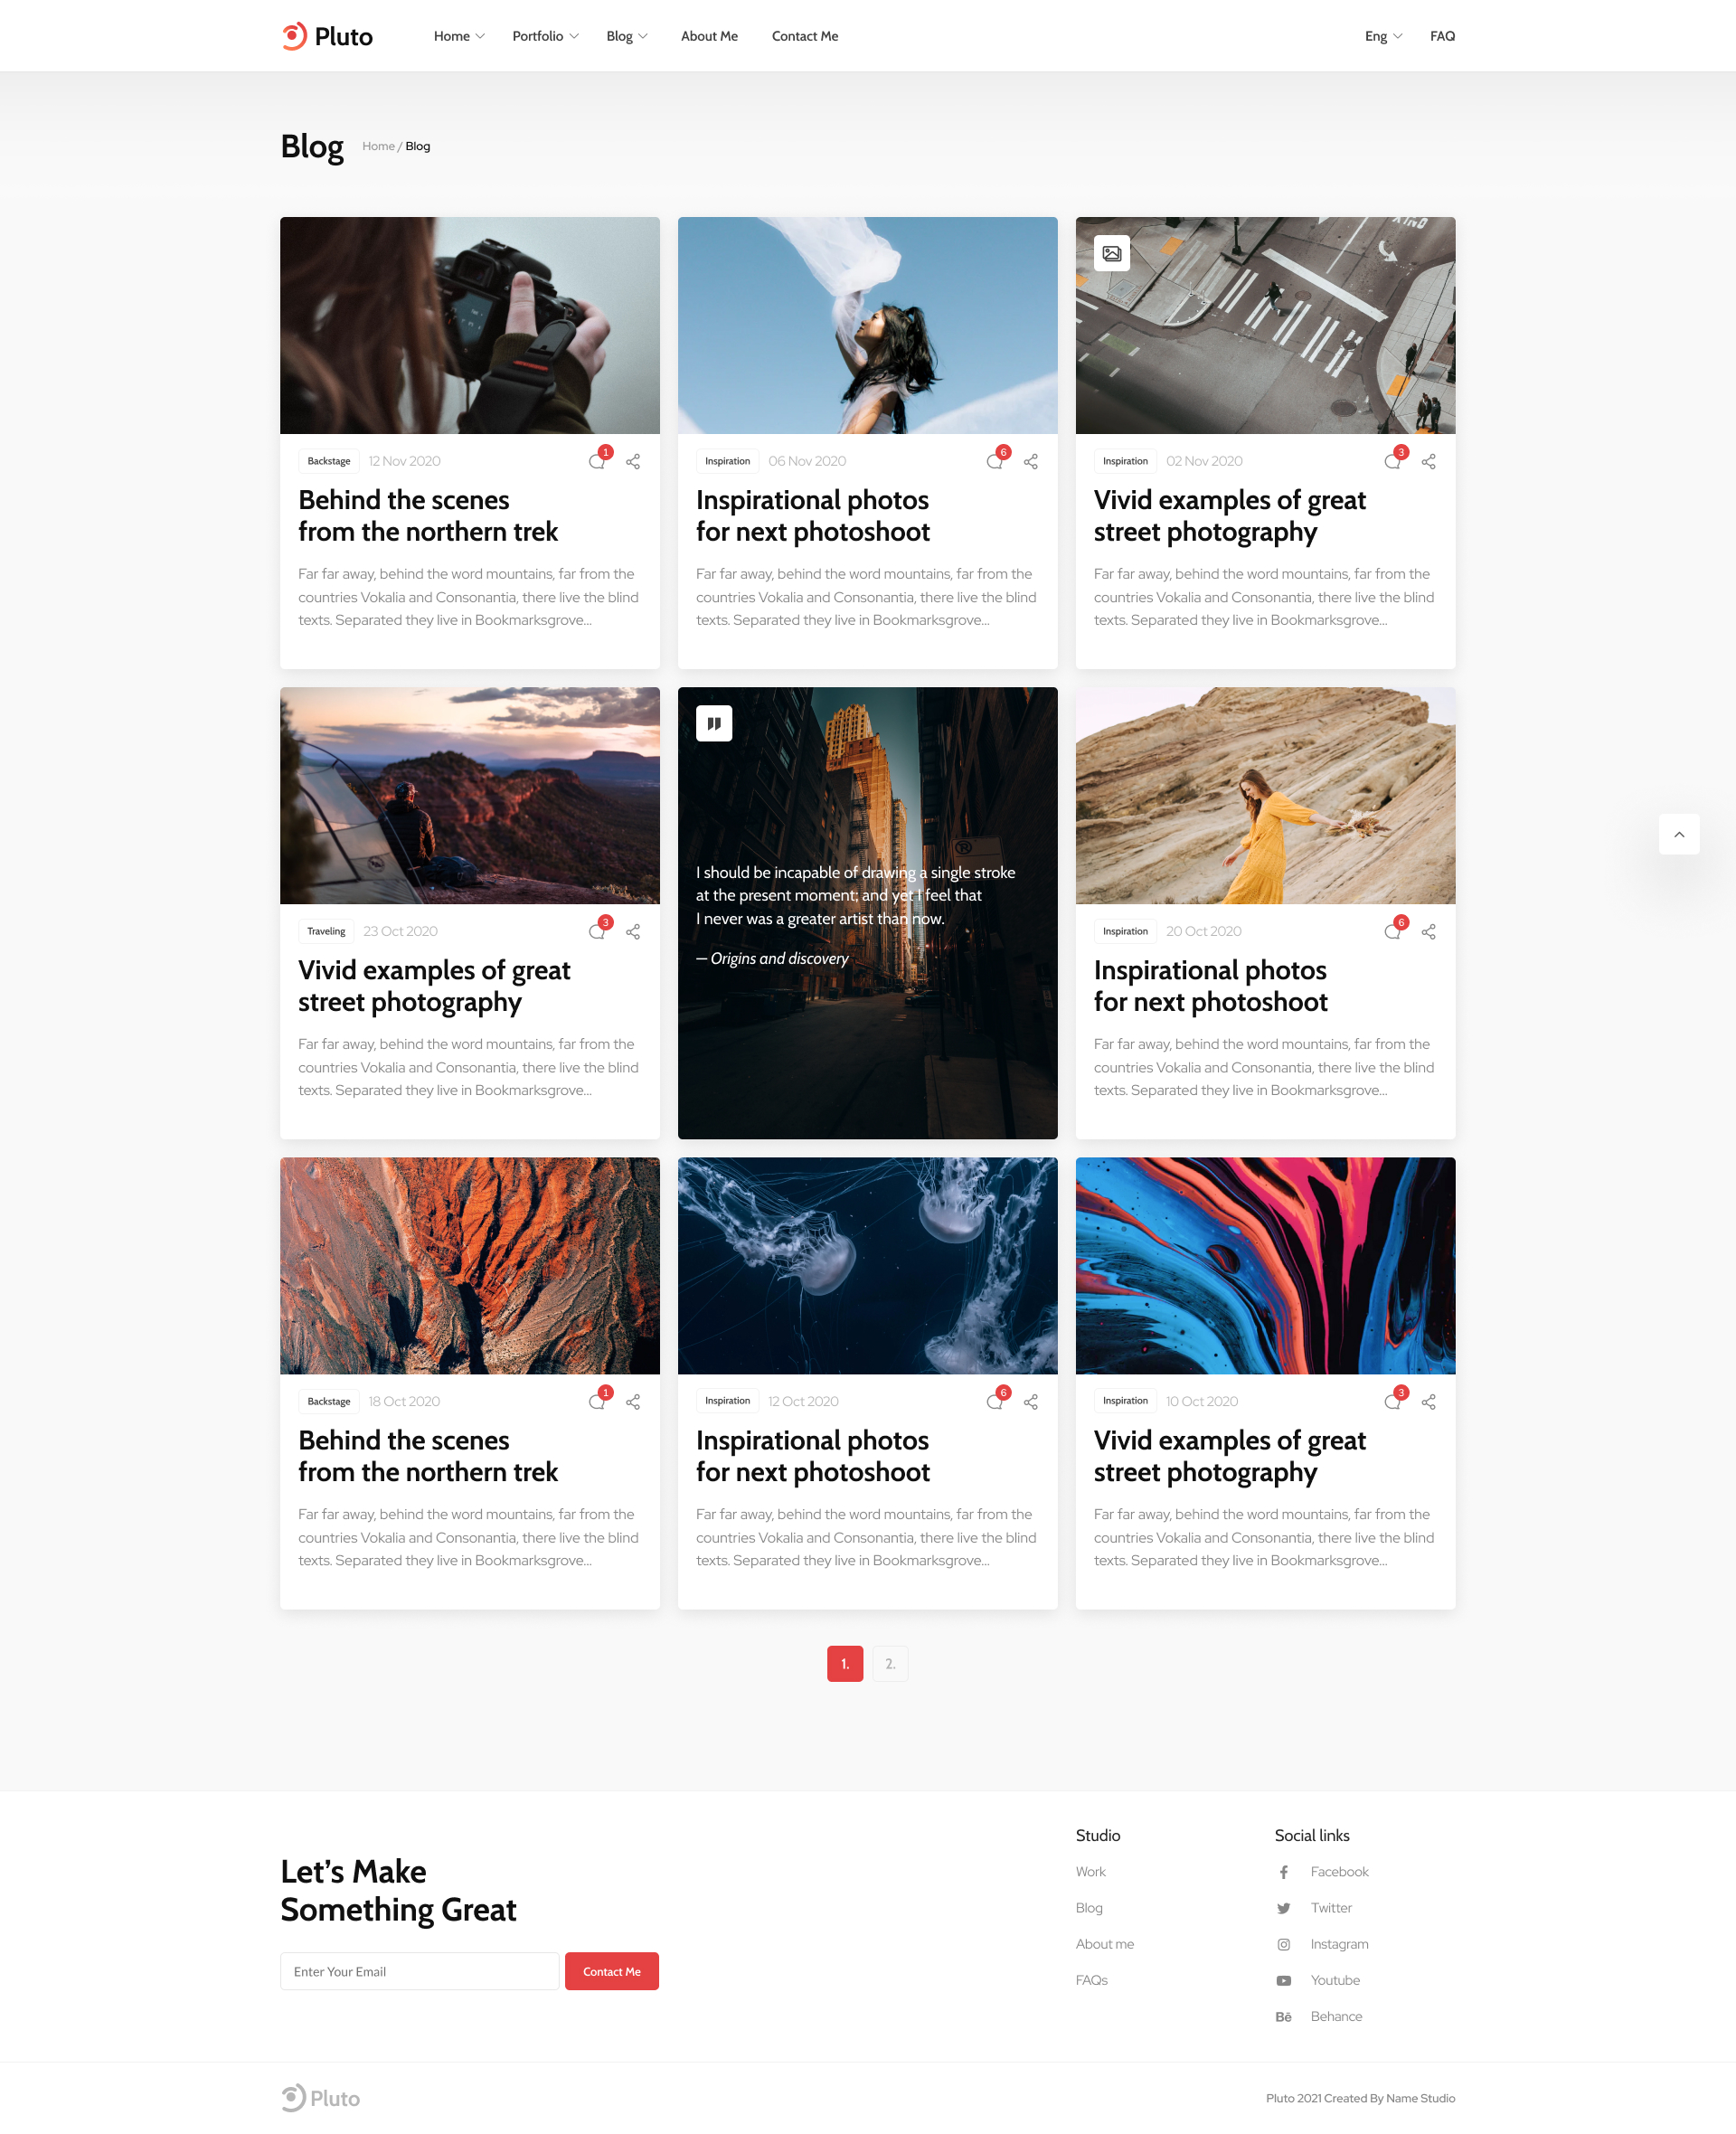 Pluto
Home
Portfolio
Blog
About Me
Contact Me
Eng
FAQ
Blog
Home / Blog
Backstage
12 Nov 2020
1
Behind the scenes
from the northern trek
Far far away, behind the word mountains, far from the
countries Vokalia and Consonantia, there live the blind
texts. Separated they live in Bookmarksgrove...
Inspiration
06 Nov 2020
6
Inspirational photos
for next photoshoot
Far far away, behind the word mountains, far from the
countries Vokalia and Consonantia, there live the blind
texts. Separated they live in Bookmarksgrove...
Inspiration
02 Nov 2020
3
Vivid examples of great
street photography
Far far away, behind the word mountains, far from the
countries Vokalia and Consonantia, there live the blind
texts. Separated they live in Bookmarksgrove...
Traveling
23 Oct 2020
3
Vivid examples of great
street photography
Far far away, behind the word mountains, far from the
countries Vokalia and Consonantia, there live the blind
texts. Separated they live in Bookmarksgrove...
I should be incapable of drawing a single stroke
at the present moment; and yet I feel that
I never was a greater artist than now.
— Origins and discovery
Inspiration
20 Oct 2020
6
Inspirational photos
for next photoshoot
Far far away, behind the word mountains, far from the
countries Vokalia and Consonantia, there live the blind
texts. Separated they live in Bookmarksgrove...
Backstage
18 Oct 2020
1
Behind the scenes
from the northern trek
Far far away, behind the word mountains, far from the
countries Vokalia and Consonantia, there live the blind
texts. Separated they live in Bookmarksgrove...
Inspiration
12 Oct 2020
6
Inspirational photos
for next photoshoot
Far far away, behind the word mountains, far from the
countries Vokalia and Consonantia, there live the blind
texts. Separated they live in Bookmarksgrove...
Inspiration
10 Oct 2020
3
Vivid examples of great
street photography
Far far away, behind the word mountains, far from the
countries Vokalia and Consonantia, there live the blind
texts. Separated they live in Bookmarksgrove...
1.
2.
Let's Make
Something Great
Enter Your Email
Contact Me
Studio
Work
Blog
About me
FAQs
Social links
Facebook
Twitter
Instagram
Youtube
Bē Behance
Pluto
Pluto 2021 Created By Name Studio